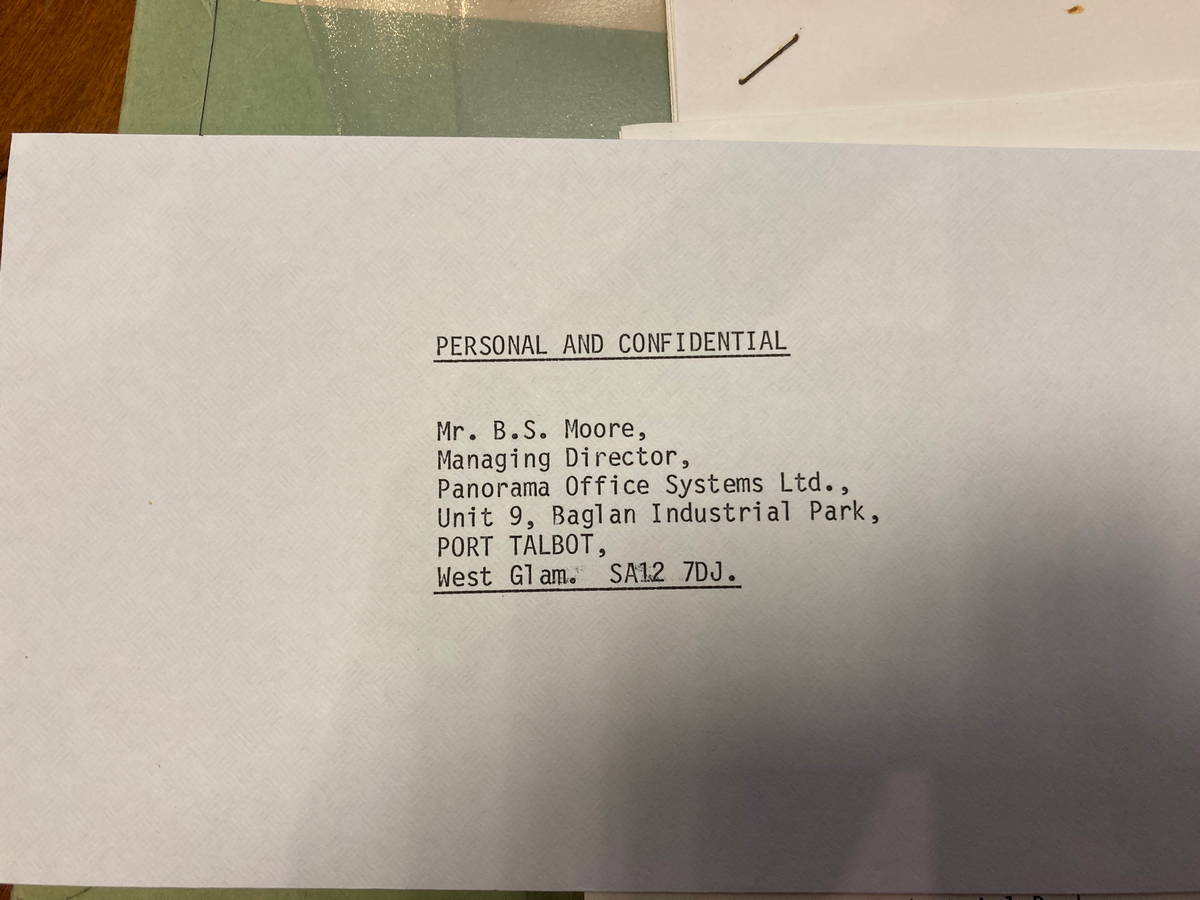 PERSONAL AND CONFIDENTIAL
Mr. B.S. Moore,
Managing Director,
Panorama Office Systems Ltd.,
Unit 9, Baglan Industrial Park,
PORT TALBOT,
West Glam. SA12 7DJ.